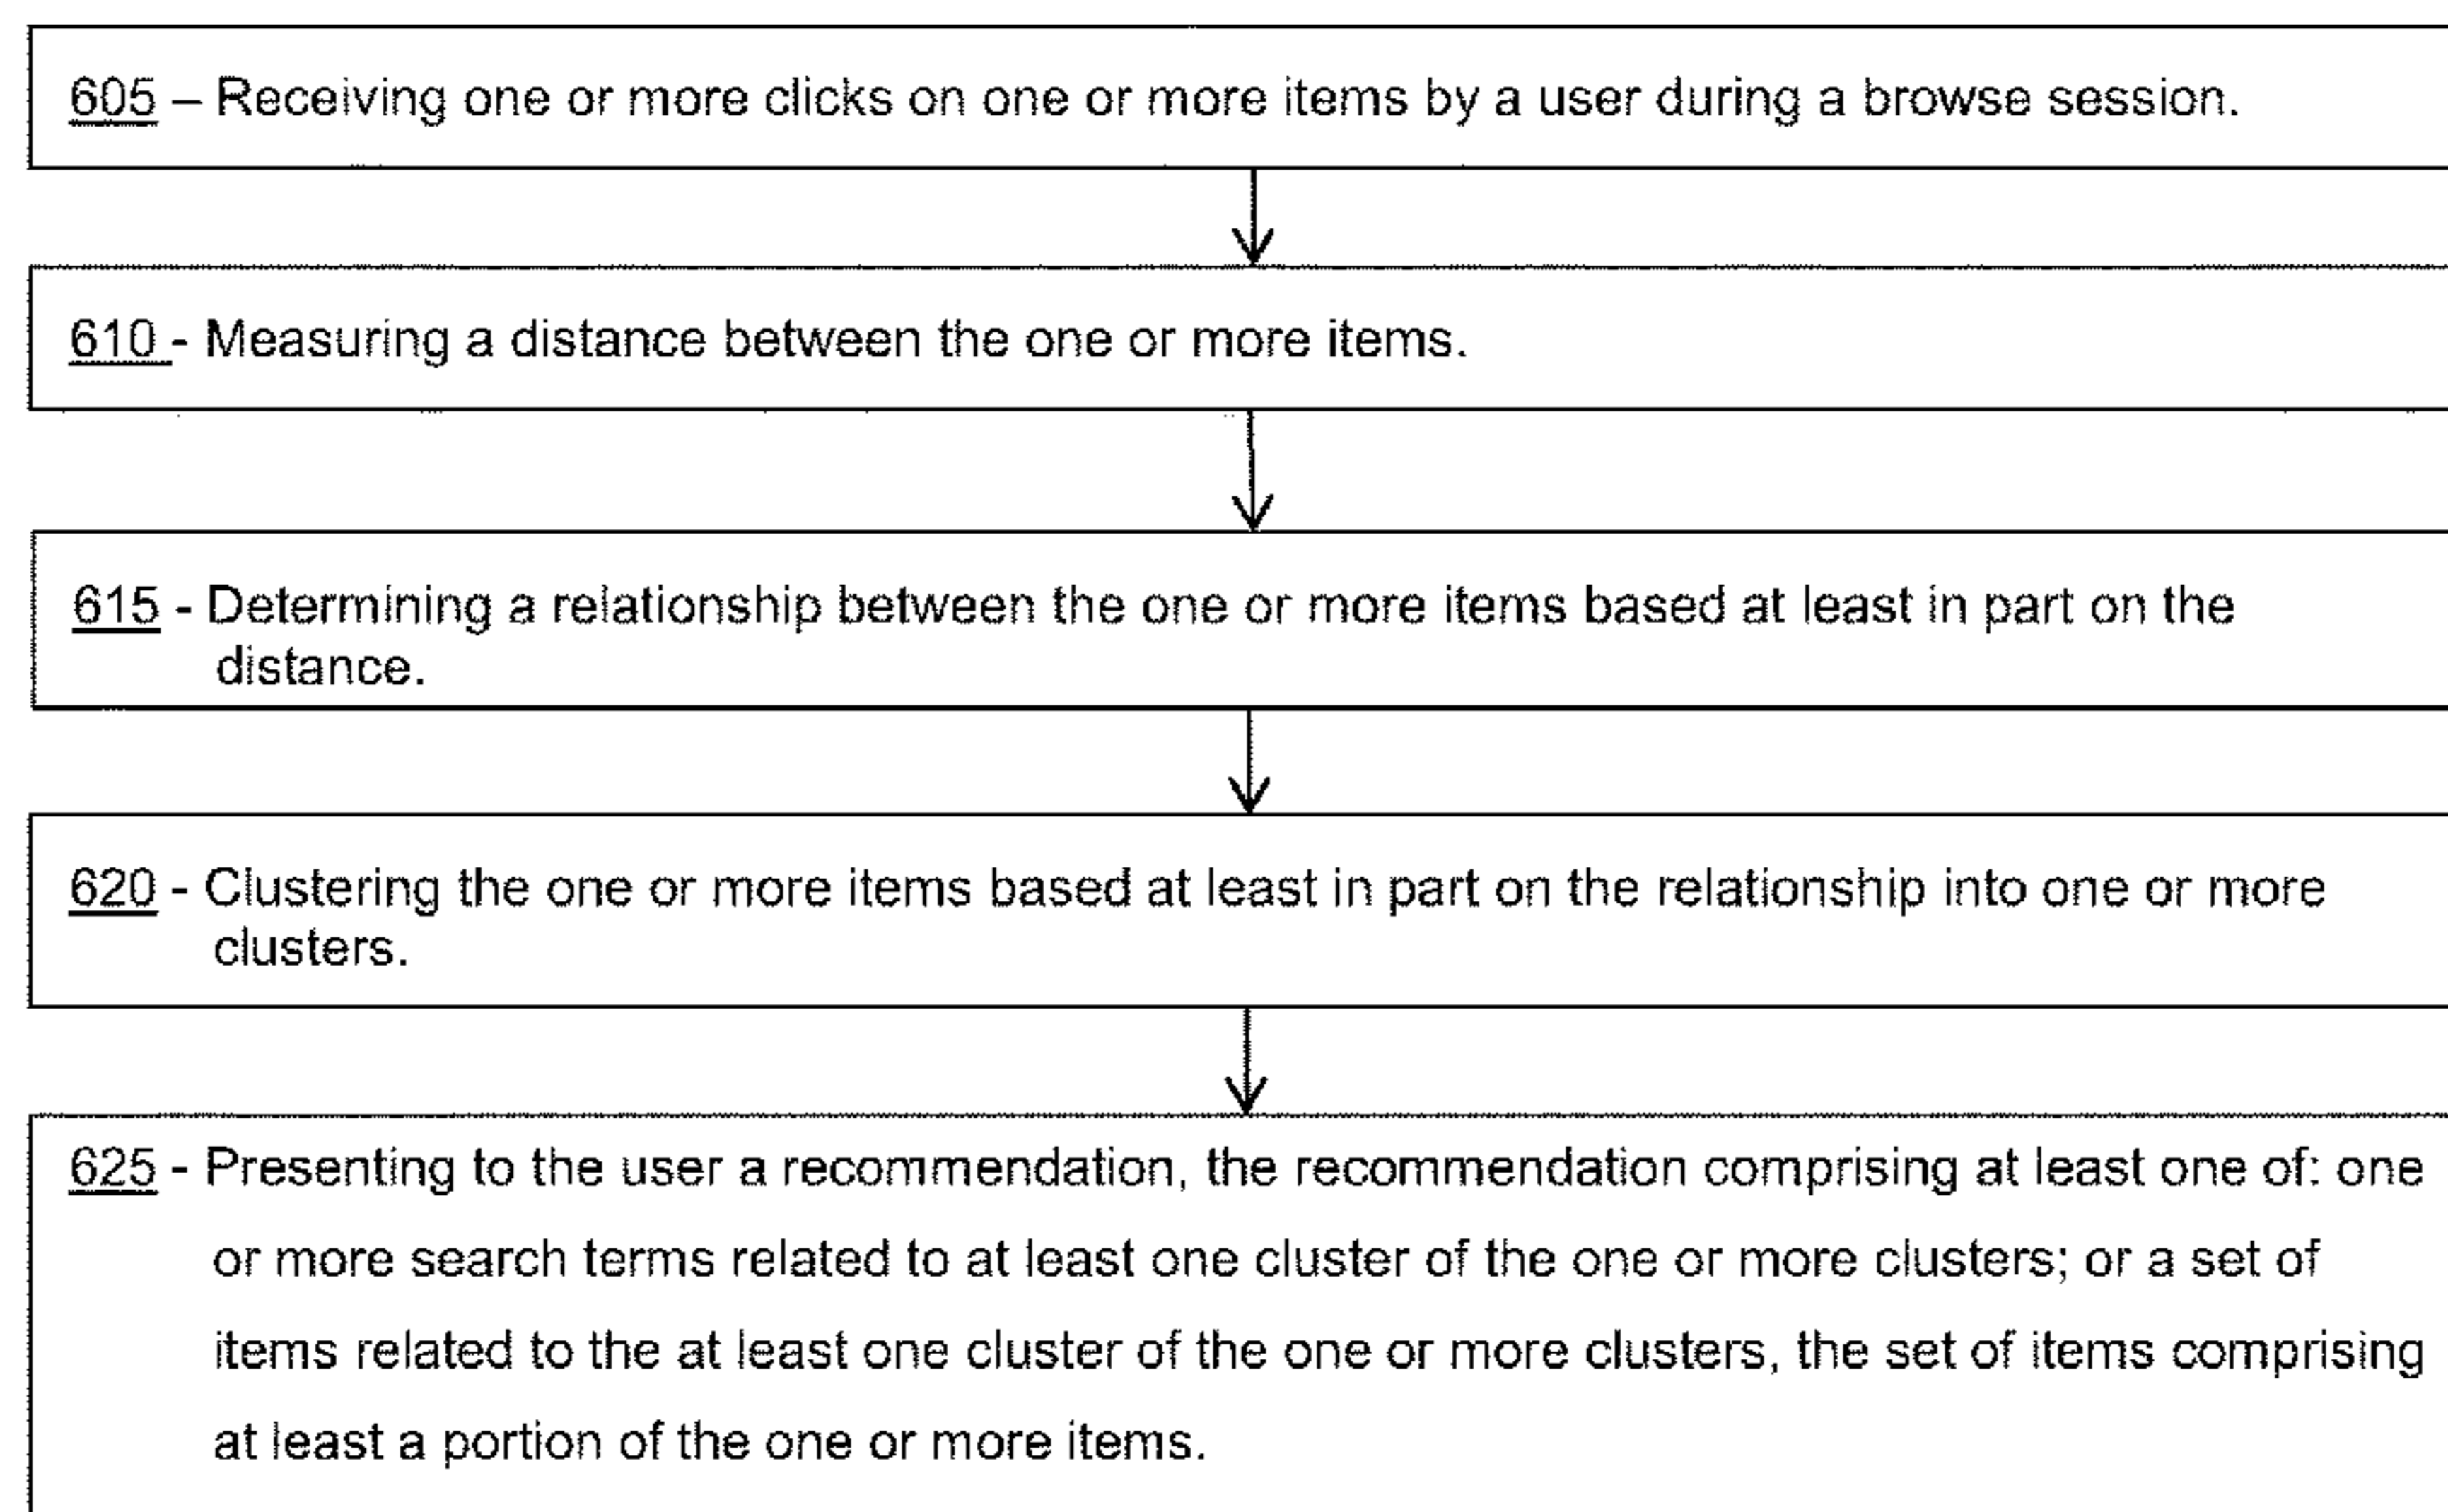 605 – Receiving one or more clicks on one or more items by a user during a browse session.
610 - Measuring a distance between the one or more items.
615 - Determining a relationship between the one or more items based at least in part on the
distance.
620 - Clustering the one or more items based at least in part on the relationship into one or more
clusters.
625 - Presenting to the user a recommendation, the recommendation comprising at least one of: one
or more search terms related to at least one cluster of the one or more clusters; or a set of
items related to the at least one cluster of the one or more clusters, the set of items comprising
at least a portion of the one or more items.